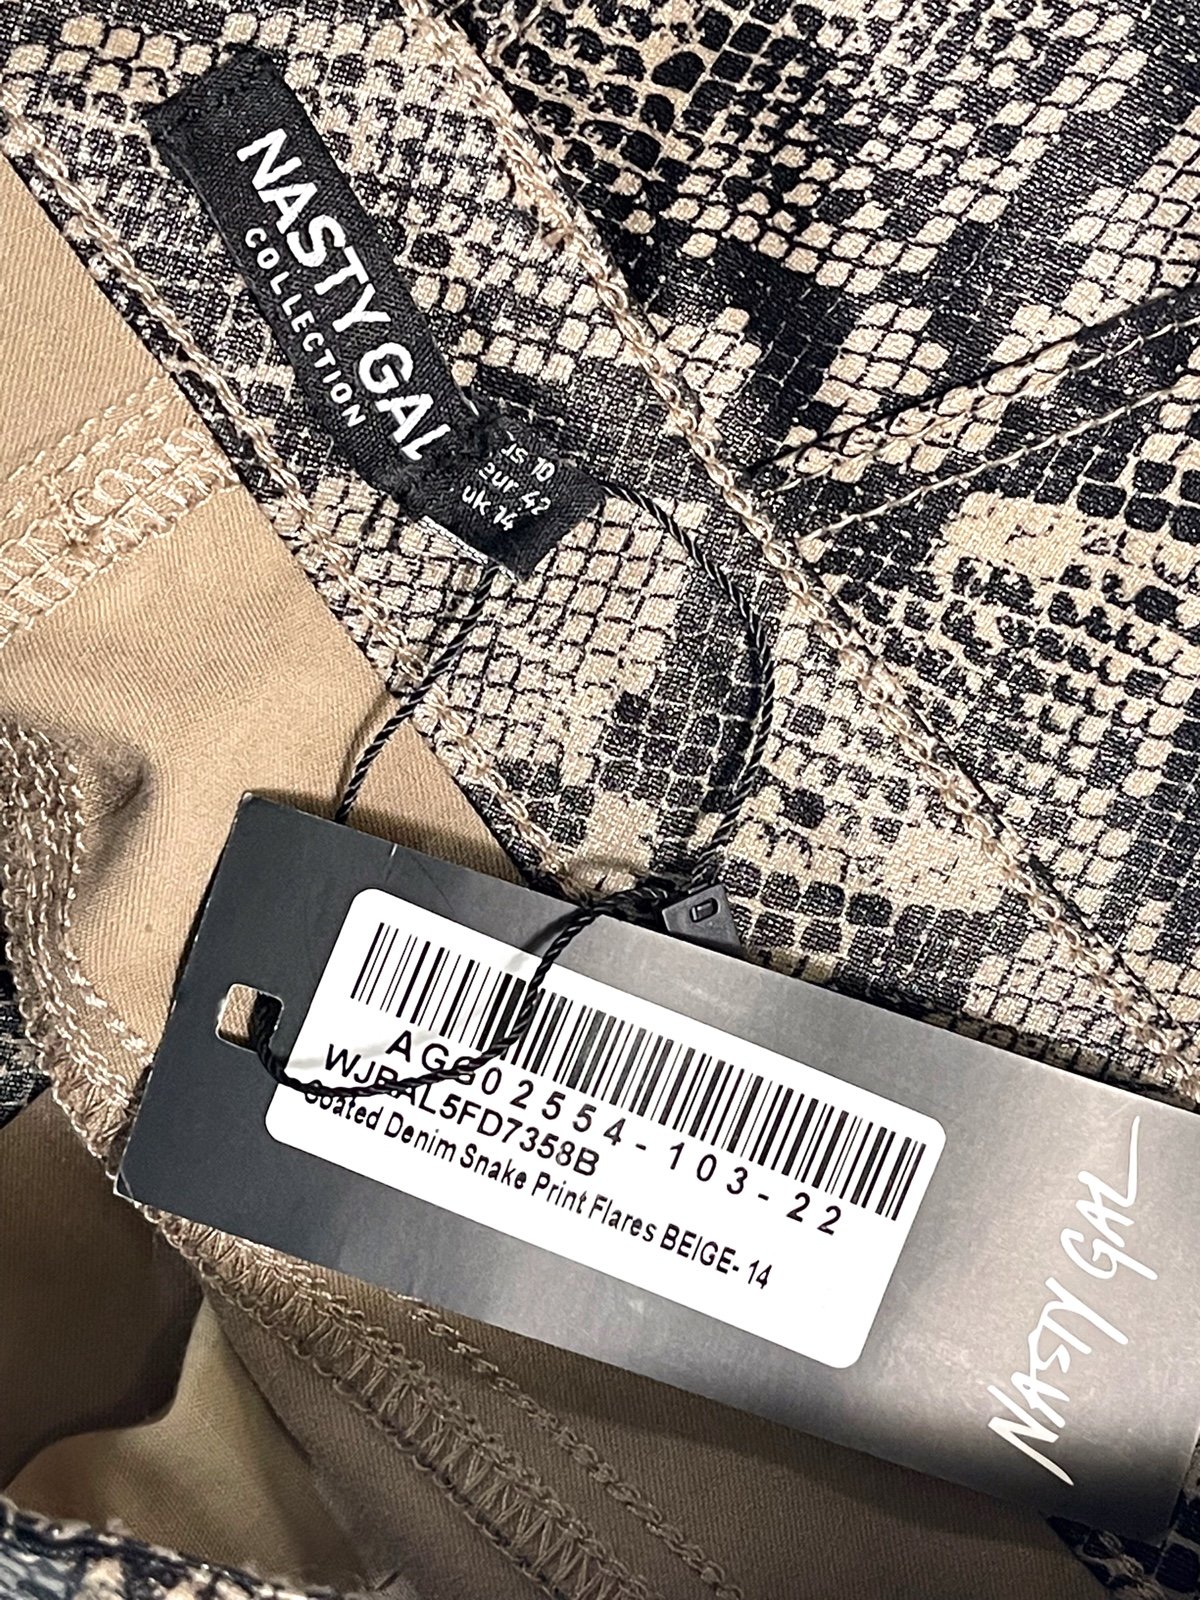 NASTY GAL
COLLECTION
us 10
eur 42
uk 14
AGG02554-103-22
Coated Denim Snake Print Flares BEIGE- 14
NASTY GAL